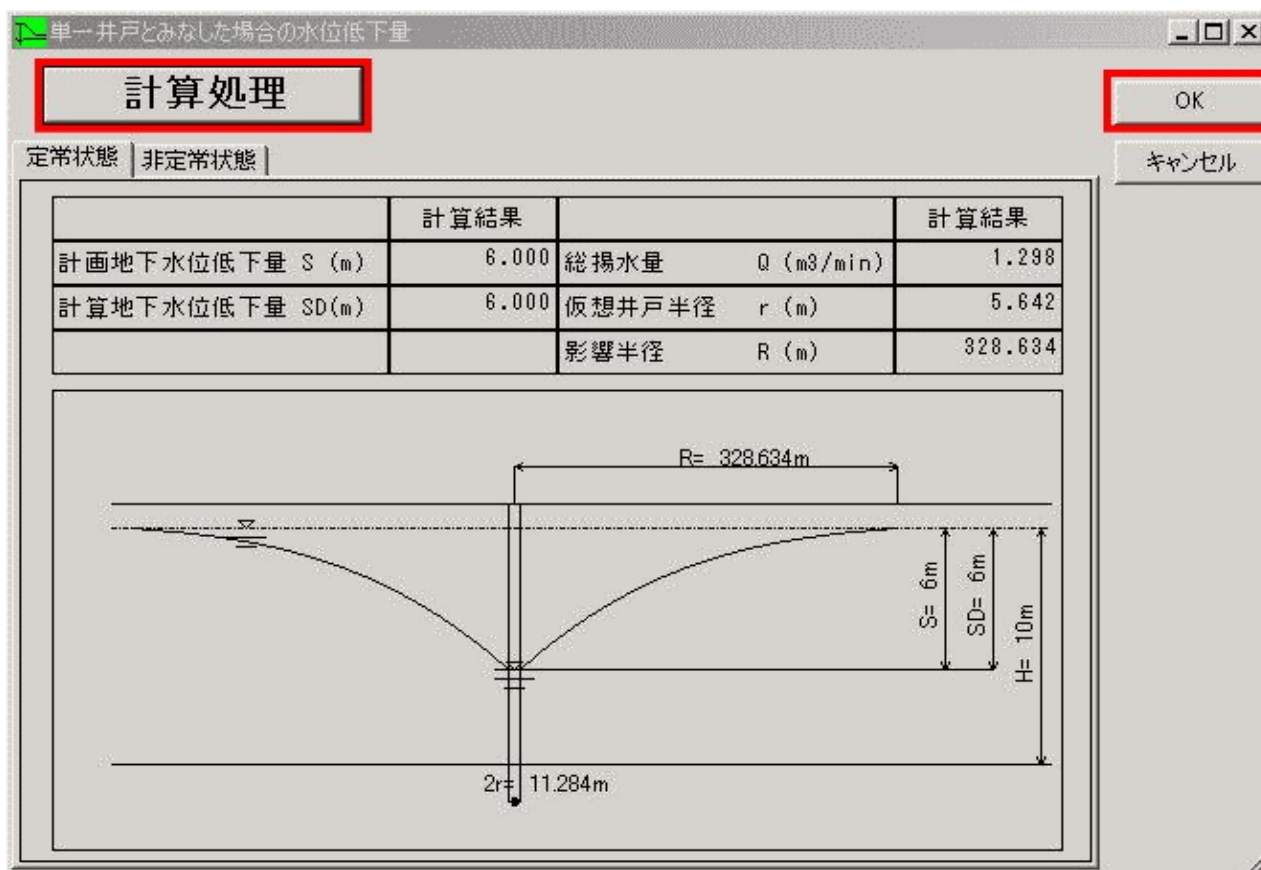 単一井戸とみなした場合の水位低下量
計算処理
OK
キャンセル
定常状態 非定常状態
計算結果 計算結果
計画地下水位低下量 S (m) 6.000 総揚水量 Q (m3/min) 1.298
計算地下水位低下量 SD(m) 6.000 仮想井戸半径 r (m) 5.642
影響半径 R (m) 328.634
R= 328.634m
S= 6m
SD= 6m
H= 10m
2r= 11.284m